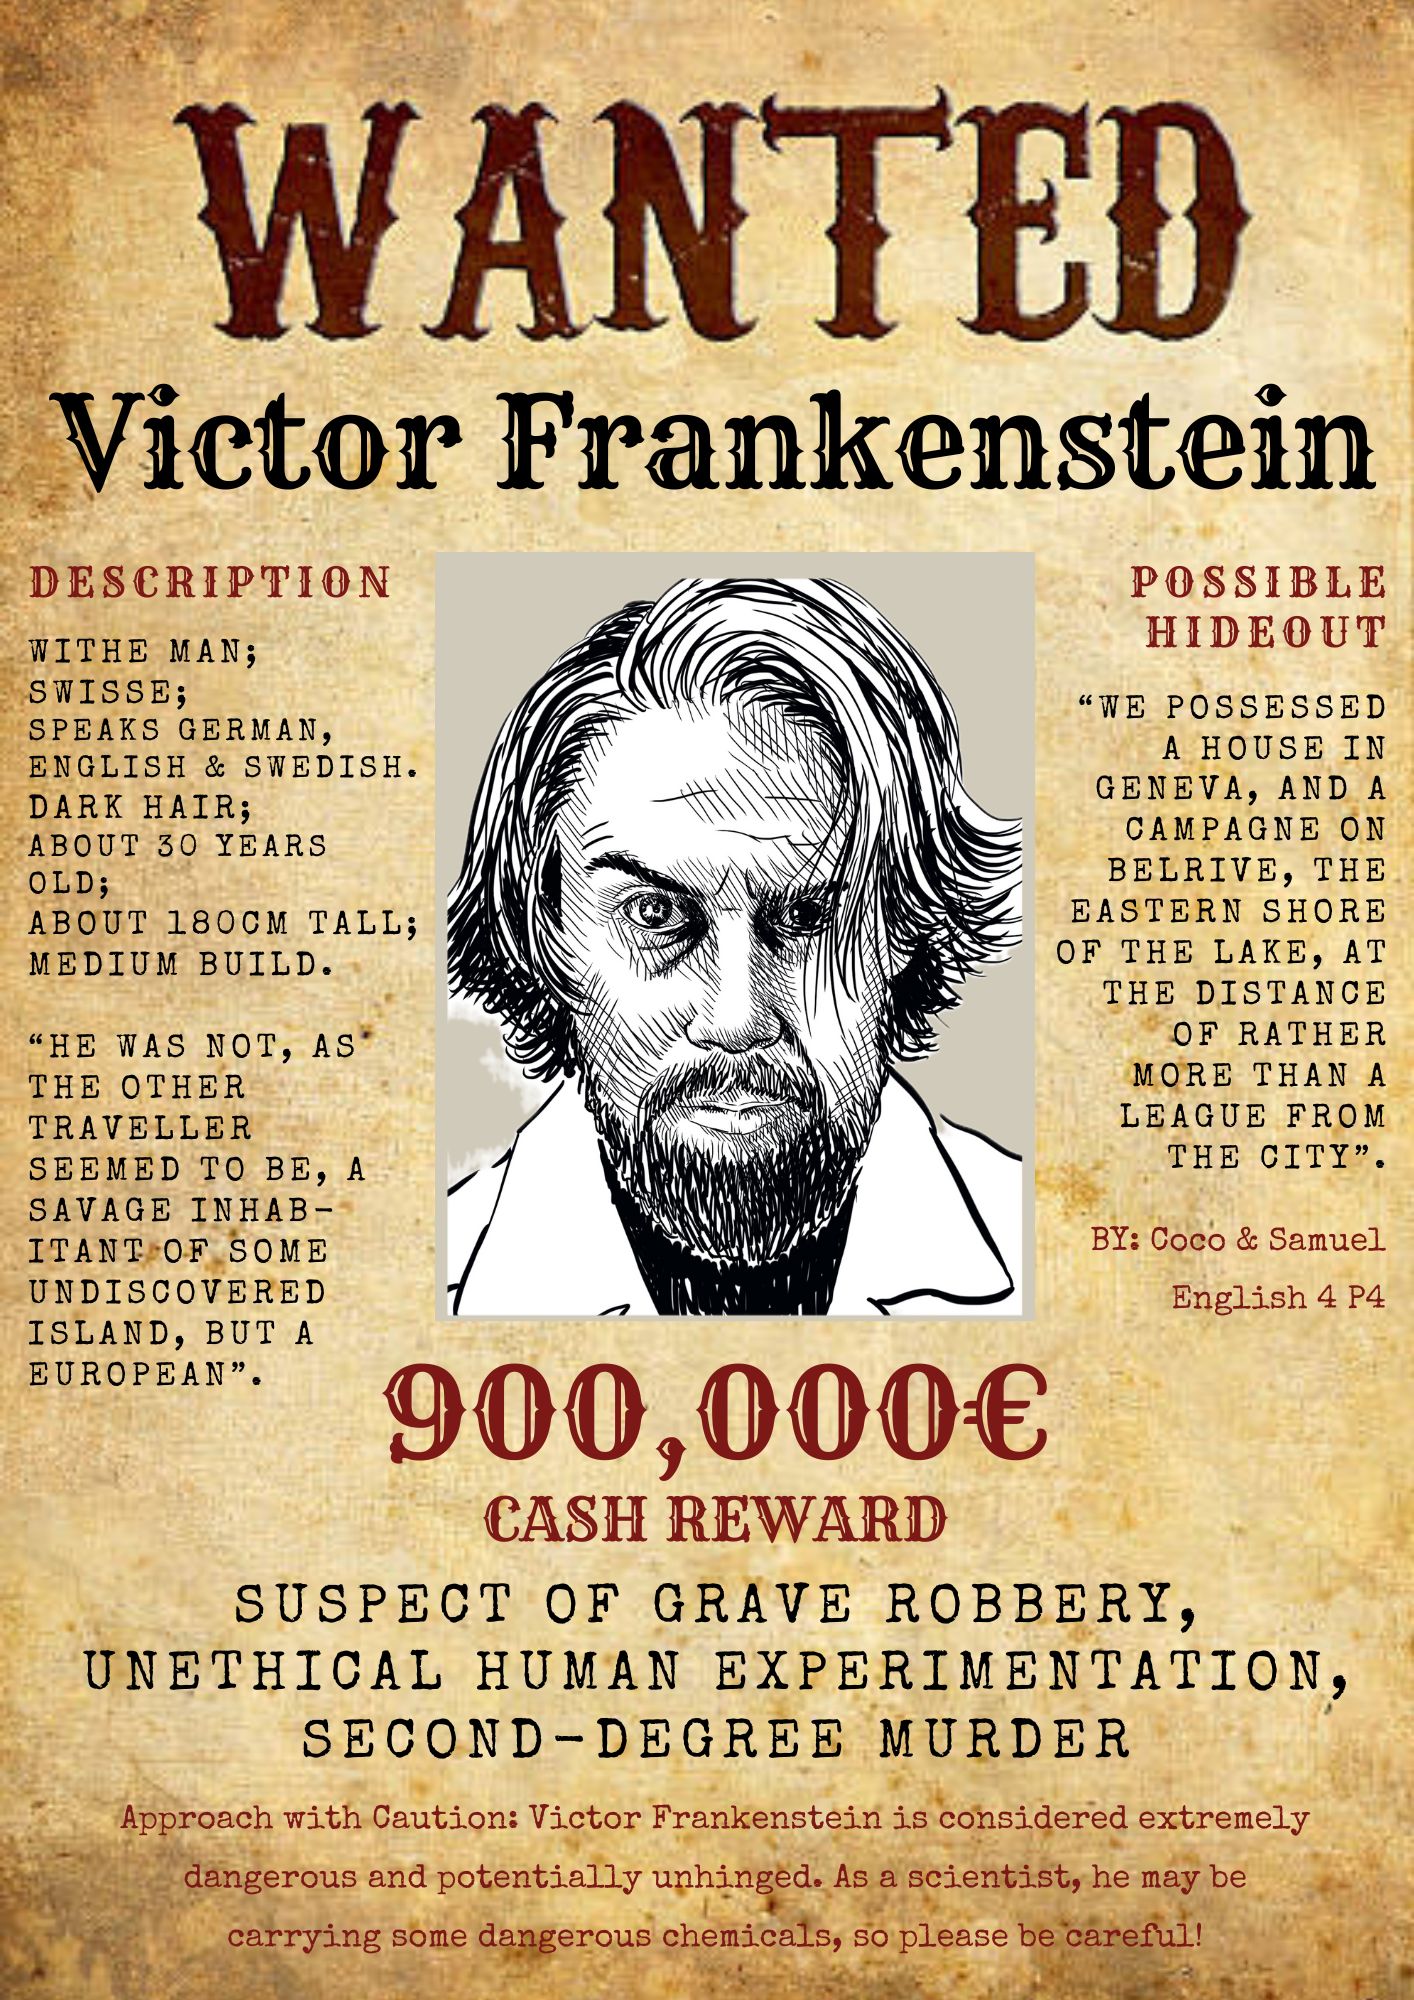 WANTED
Victor Frankenstein
DESCRIPTION
WITHE MAN;
SWISSE;
SPEAKS GERMAN,
ENGLISH & SWEDISH.
DARK HAIR;
ABOUT 30 YEARS
OLD;
ABOUT 180CM TALL;
MEDIUM BUILD.
“HE WAS NOT, AS
THE OTHER
TRAVELLER
SEEMED TO BE, A
SAVAGE INHAB-
ITANT OF SOME
UNDISCOVERED
ISLAND, BUT A
EUROPEAN”.
POSSIBLE
HIDEOUT
“WE POSSESSED
A HOUSE IN
GENEVA, AND A
CAMPAGNE ON
BELRIVE, THE
EASTERN SHORE
OF THE LAKE, AT
THE DISTANCE
OF RATHER
MORE THAN A
LEAGUE FROM
THE CITY”.
BY: Coco & Samuel
English 4 P4
900,000€
CASH REWARD
SUSPECT OF GRAVE ROBBERY,
UNETHICAL HUMAN EXPERIMENTATION,
SECOND-DEGREE MURDER
Approach with Caution: Victor Frankenstein is considered extremely
dangerous and potentially unhinged. As a scientist, he may be
carrying some dangerous chemicals, so please be careful!